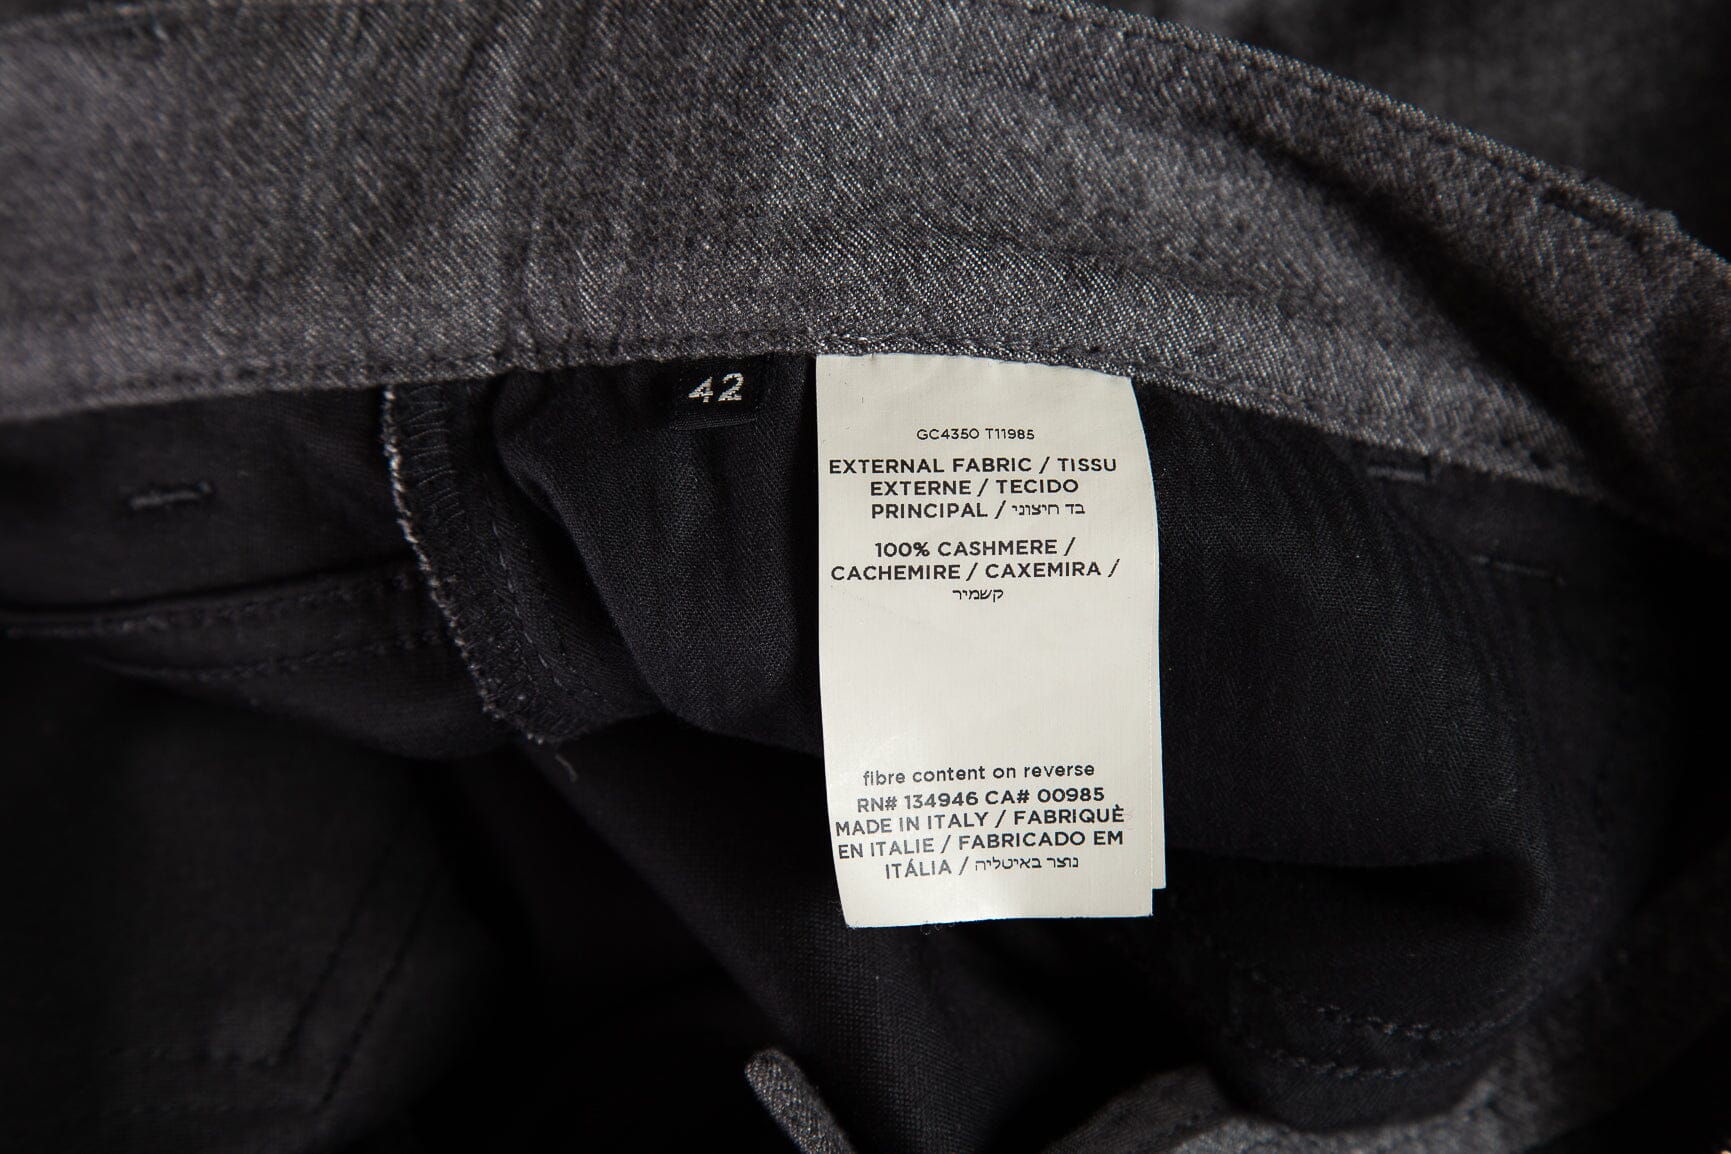 42
GC4350 T11985
EXTERNAL FABRIC / TISSU
EXTERNE / TECIDO
PRINCIPAL / בד חיצוני
100% CASHMERE /
CACHEMIRE / CAXEMIRA /
קשמיר
fibre content on reverse
RN# 134946 CA# 00985
MADE IN ITALY / FABRIQUÈ
EN ITALIE / FABRICADO EM
ITÁLIA / נוצר באיטליה